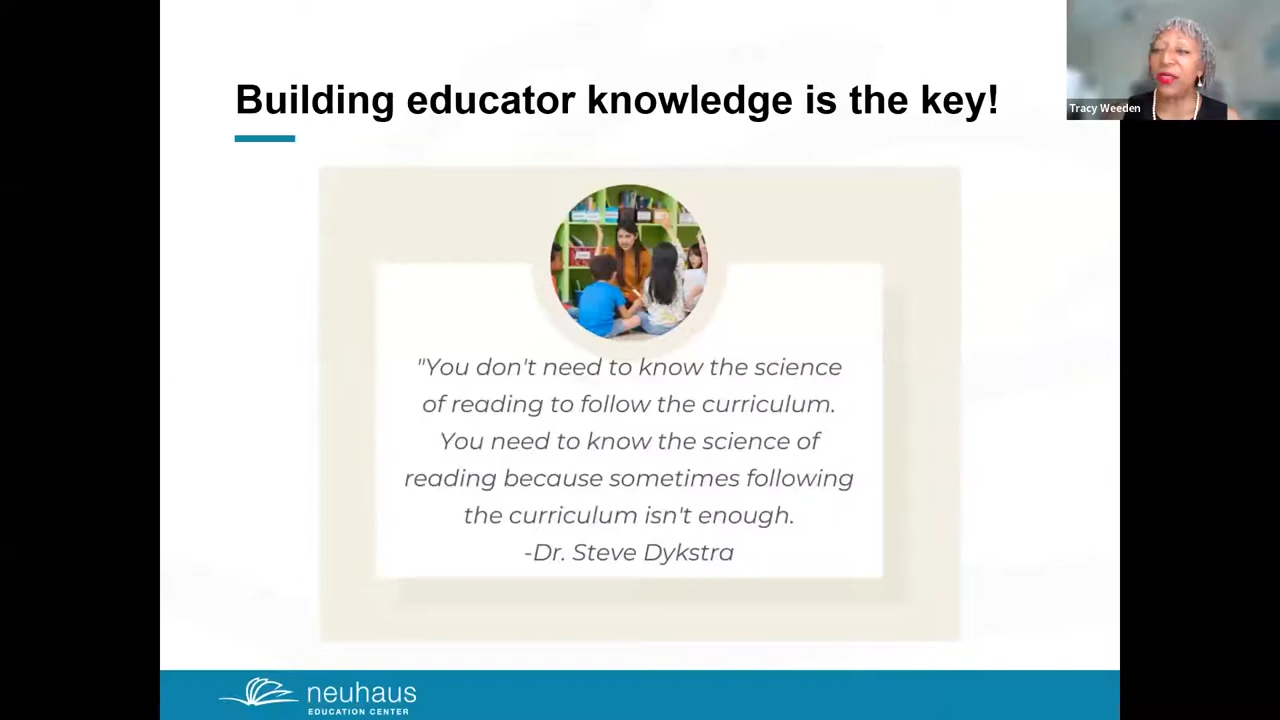 Building educator knowledge is the key!
Tracy Weeden
"You don't need to know the science
of reading to follow the curriculum.
You need to know the science of
reading because sometimes following
the curriculum isn't enough.
-Dr. Steve Dykstra
neuhaus
EDUCATION CENTER